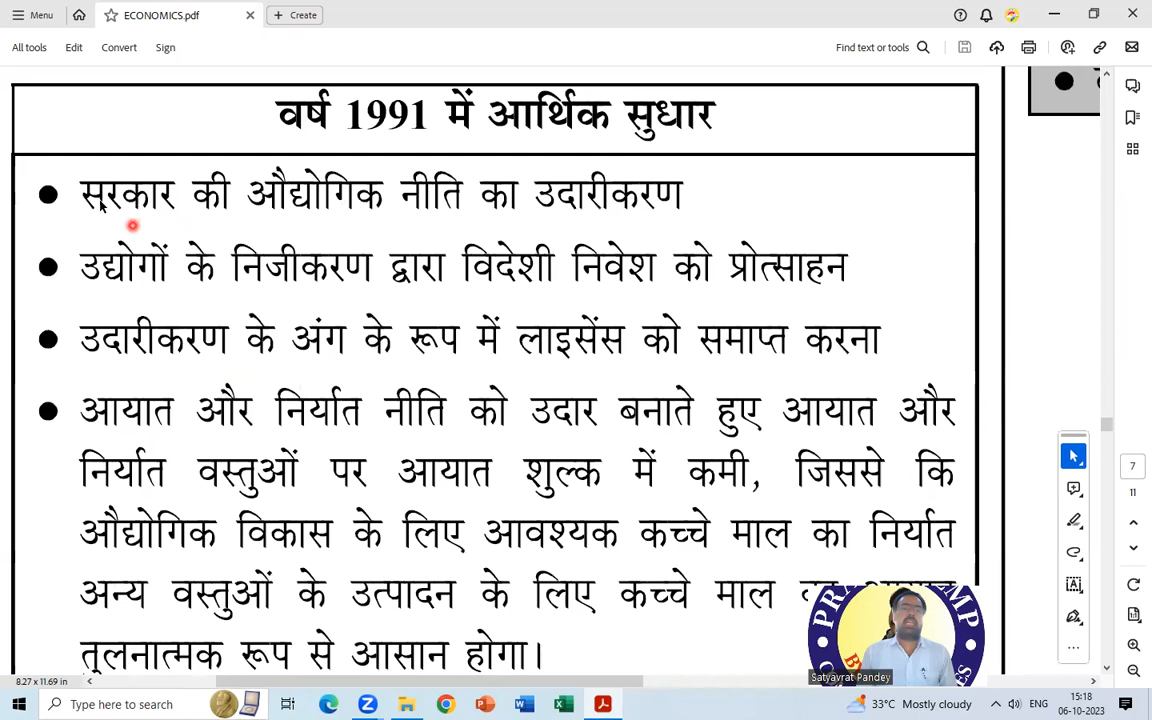 Menu
ECONOMICS.pdf
Create
All tools Edit Convert Sign
Find text or tools
वर्ष 1991 में आर्थिक सुधार
● सरकार की औद्योगिक नीति का उदारीकरण
● उद्योगों के निजीकरण द्वारा विदेशी निवेश को प्रोत्साहन
● उदारीकरण के अंग के रूप में लाइसेंस को समाप्त करना
● आयात और निर्यात नीति को उदार बनाते हुए आयात और
निर्यात वस्तुओं पर आयात शुल्क में कमी, जिससे कि
औद्योगिक विकास के लिए आवश्यक कच्चे माल का निर्यात
अन्य वस्तुओं के उत्पादन के लिए कच्चे माल
तुलनात्मक रूप से आसान होगा।
7
11
Satyavrat Pandey
8.27 x 11.69 in
Type here to search
33°C Mostly cloudy
ENG
15:18
06-10-2023